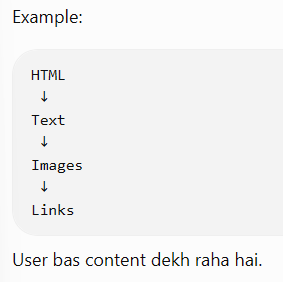 Example:
HTML
↓
Text
↓
Images
↓
Links
User bas content dekh raha hai.